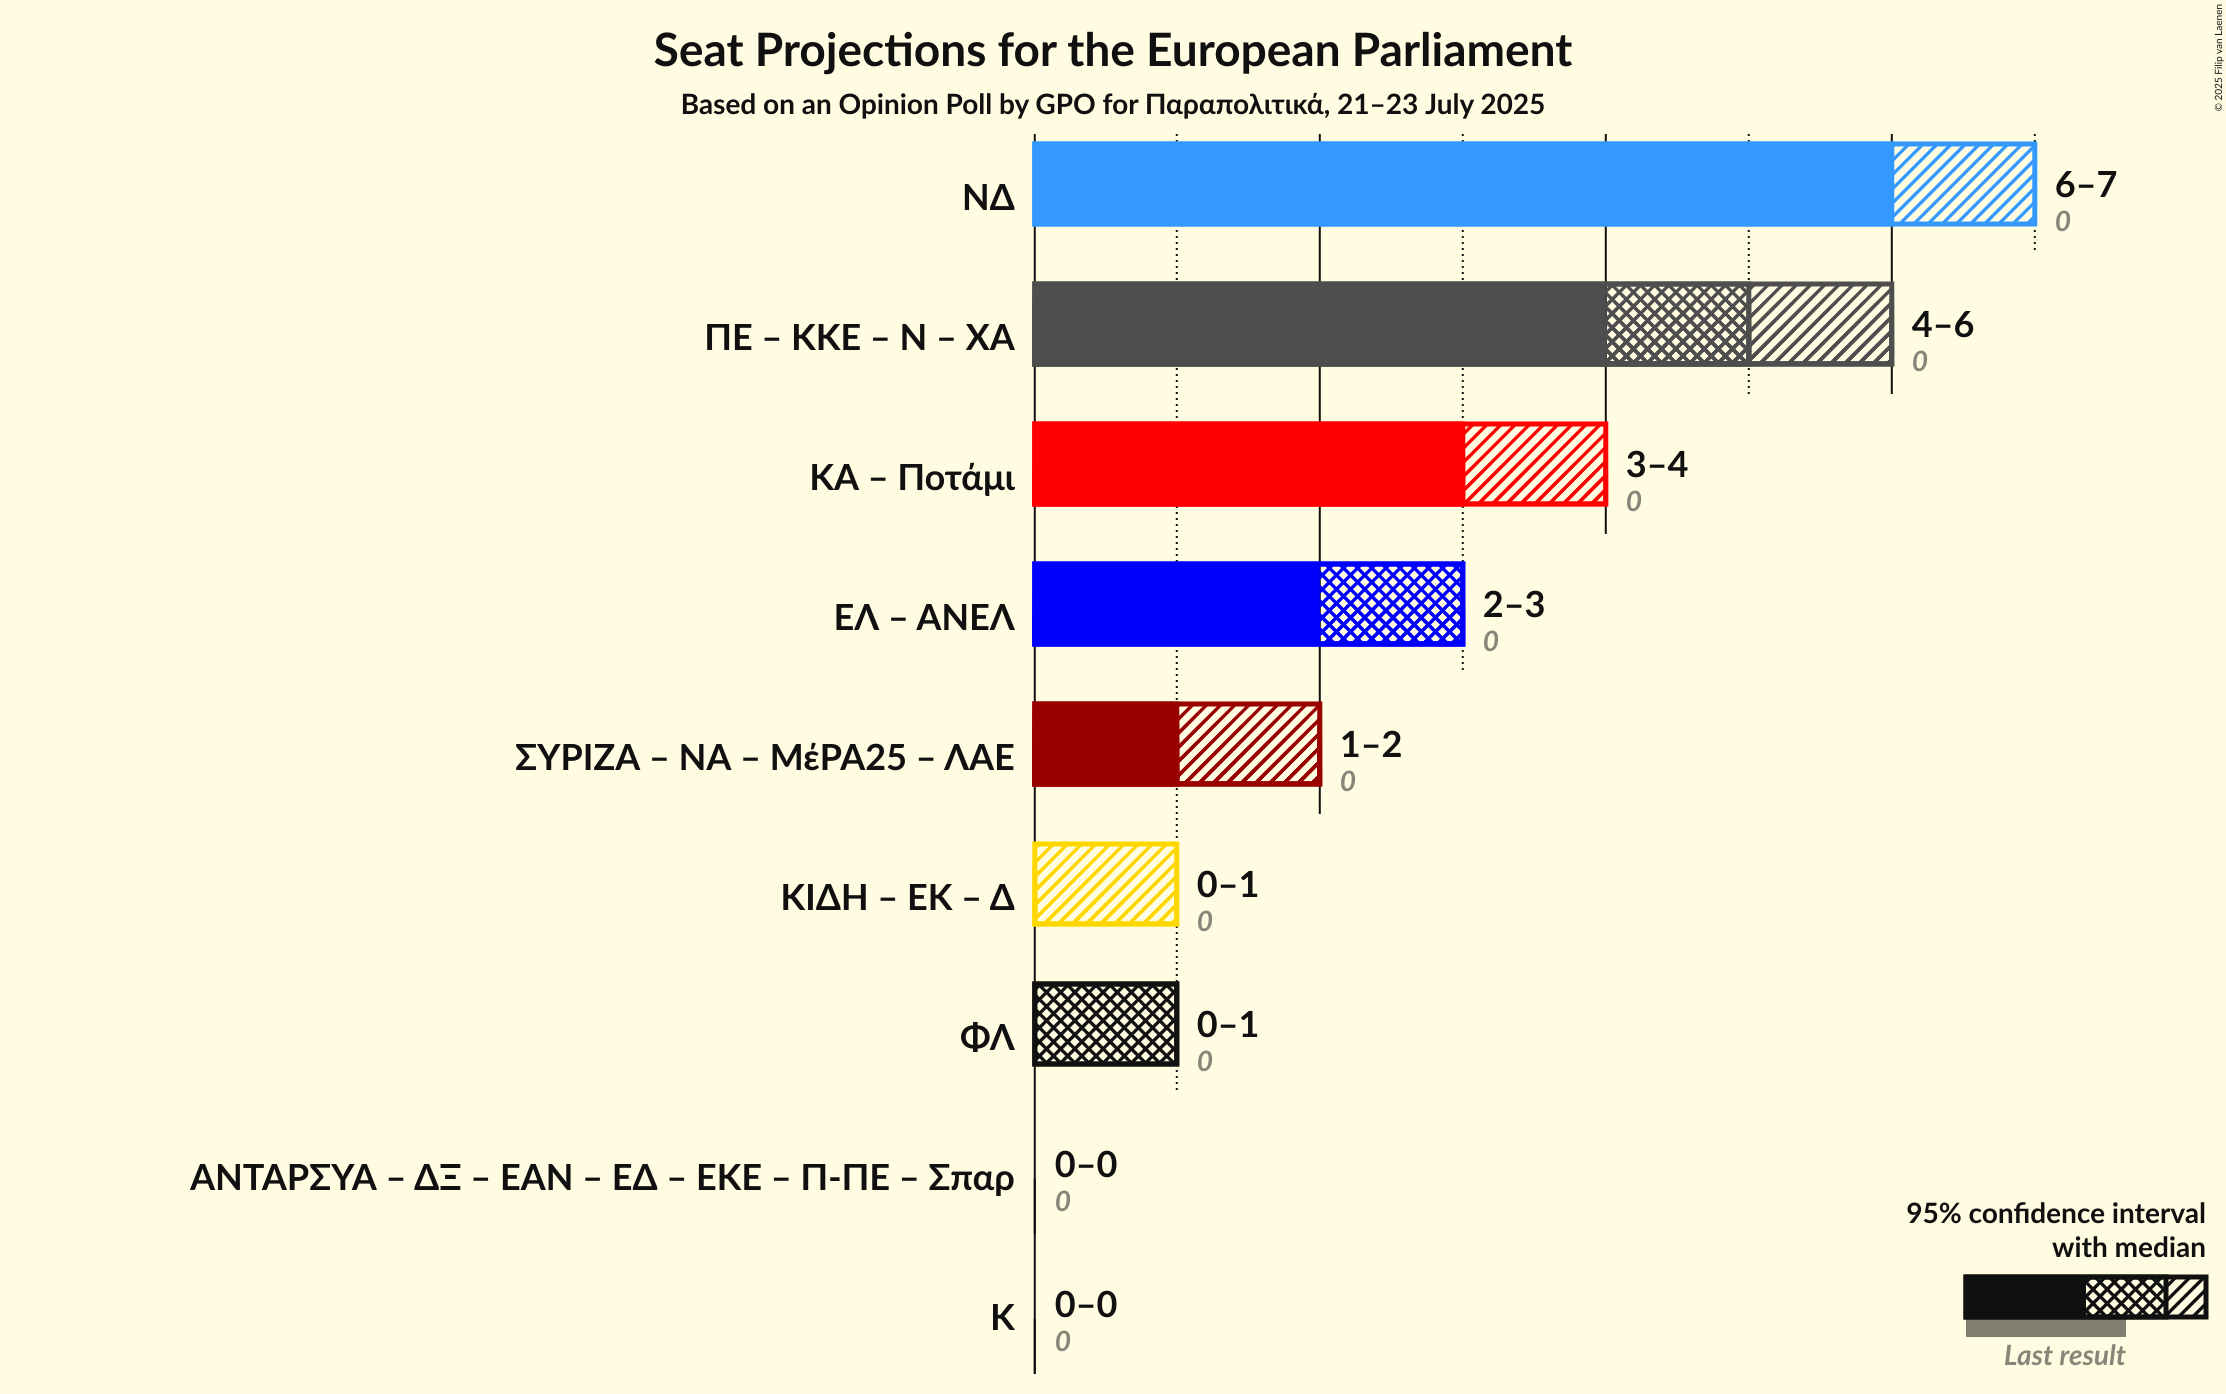 Seat Projections for the European Parliament
Based on an Opinion Poll by GPO for Παραπολιτικά, 21–23 July 2025
© 2025 Filip van Laenen
ΝΔ
6–7
0
ΠΕ – ΚΚΕ – Ν – ΧΑ
4–6
0
ΚΑ – Ποτάμι
3–4
0
ΕΛ – ΑΝΕΛ
2–3
0
ΣΥΡΙΖΑ – ΝΑ – ΜέΡΑ25 – ΛΑΕ
1–2
0
ΚΙΔΗ – ΕΚ – Δ
0–1
0
ΦΛ
0–1
0
ΑΝΤΑΡΣΥΑ – ΔΞ – ΕΑΝ – ΕΔ – ΕΚΕ – Π-ΠΕ – Σπαρ
0–0
0
Κ
0–0
0
95% confidence interval
with median
Last result